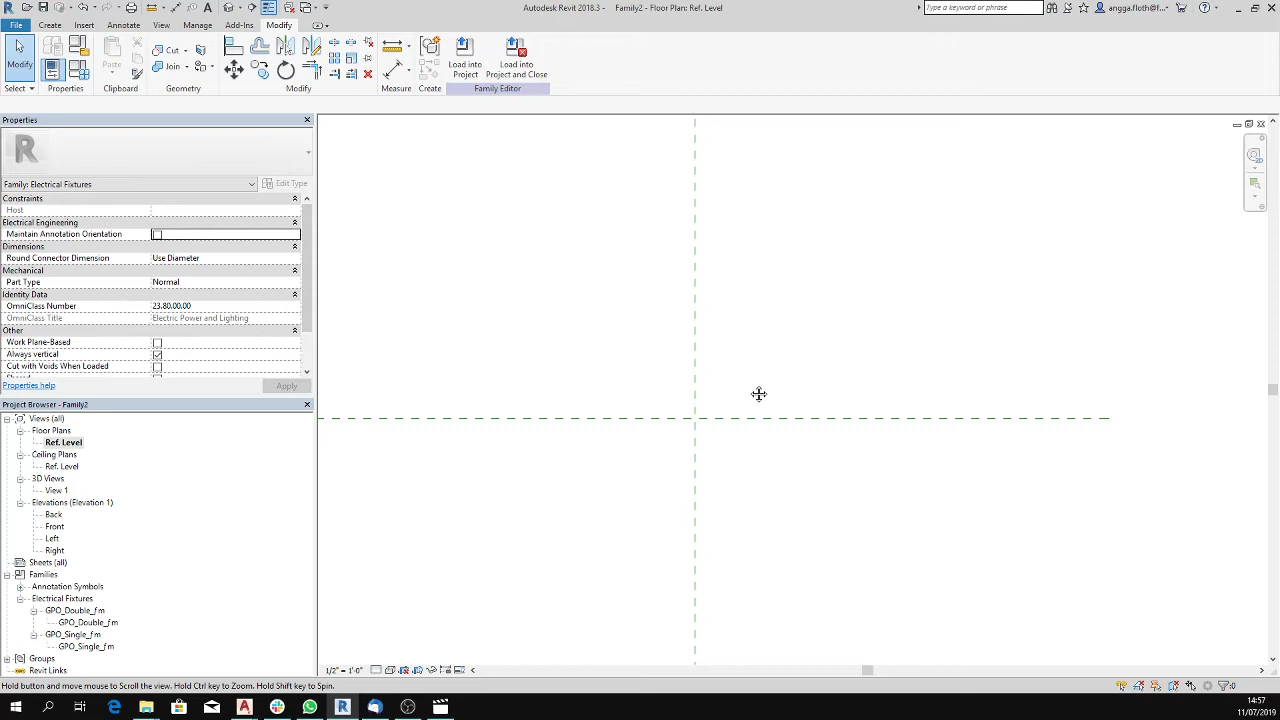 Autodesk Revit 2018.3 - Family2 - Floor Plan: Ref. Level
Type a keyword or phrase
angga.floth@f...
File Create Insert Annotate View Manage Add-Ins Modify
Modify
Paste
Cut
Join
Load into
Project
Load into
Project and Close
Select Properties Clipboard Geometry Modify Measure Create Family Editor
Properties
R
Family: Electrical Fixtures
Edit Type
Constraints
Host
Electrical Engineering
Maintain Annotation Orientation
Dimensions
Round Connector Dimension Use Diameter
Mechanical
Part Type Normal
Identity Data
OmniClass Number 23.80.00.00
OmniClass Title Electric Power and Lighting
Other
Work Plane-Based
Always vertical
Cut with Voids When Loaded
Properties help
Apply
Project Browser - Family2
Views (all)
Floor Plans
Ref. Level
Ceiling Plans
Ref. Level
3D Views
View 1
Elevations (Elevation 1)
Back
Front
Left
Right
Sheets (all)
Families
Annotation Symbols
Electrical Fixtures
GPO_Double_fm
GPO_Double_fm
GPO_Single_fm
GPO_Single_fm
Groups
Revit Links
1/2" = 1'-0"
Hold button and move mouse to Scroll the view. Hold Ctrl key to Zoom. Hold Shift key to Spin.
:0
14:57
11/07/2019